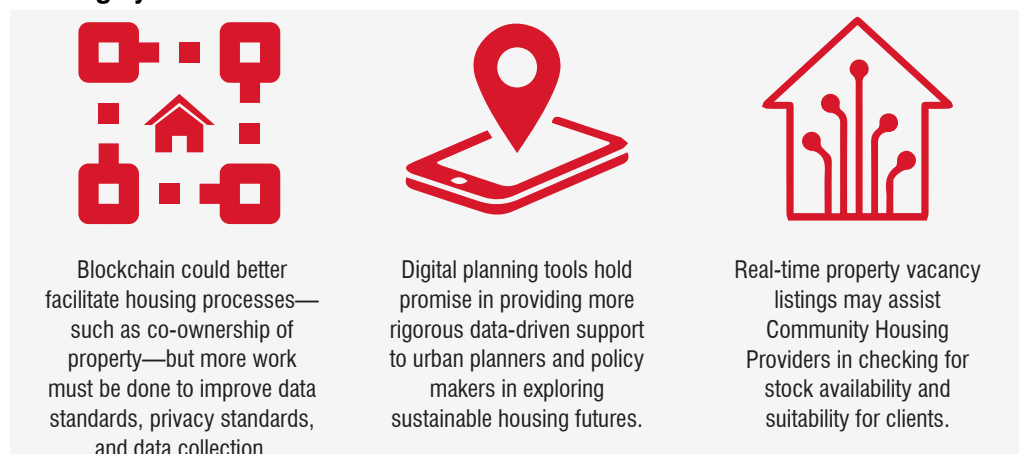 Blockchain could better
facilitate housing processes—
such as co-ownership of
property—but more work
must be done to improve data
standards, privacy standards,
and data collection
Digital planning tools hold
promise in providing more
rigorous data-driven support
to urban planners and policy
makers in exploring
sustainable housing futures.
Real-time property vacancy
listings may assist
Community Housing
Providers in checking for
stock availability and
suitability for clients.